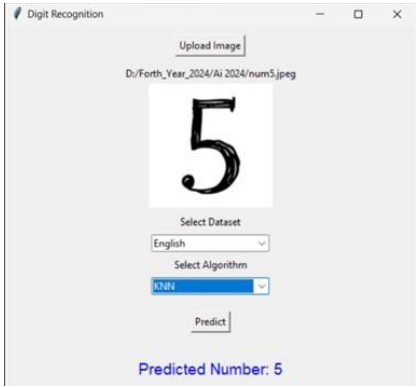 Digit Recognition
Upload Image
D:/Forth_Year_2024/Ai 2024/num5.jpeg
5
Select Dataset
English
Select Algorithm
KNN
Predict
Predicted Number: 5